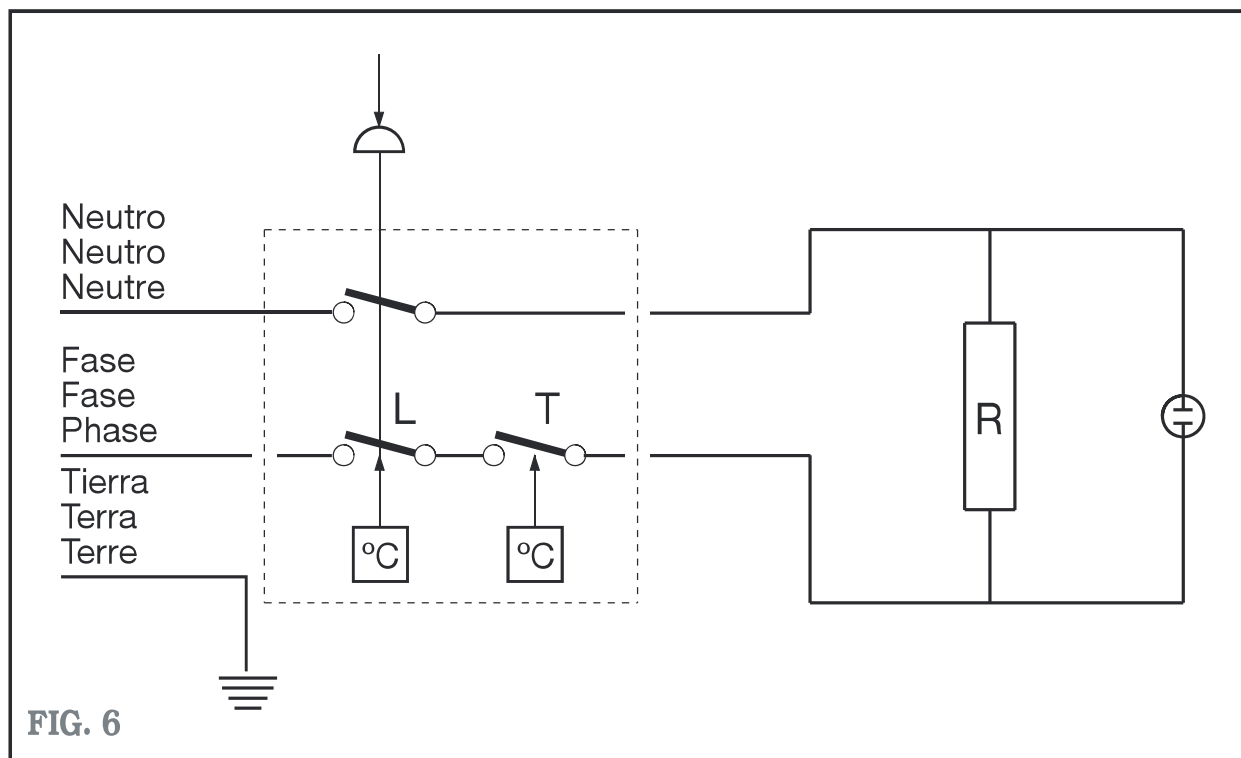 Neutro
Neutro
Neutre
Fase
Fase
Phase
L
T
R
Tierra
Terra
Terre
ºC
ºC
FIG. 6